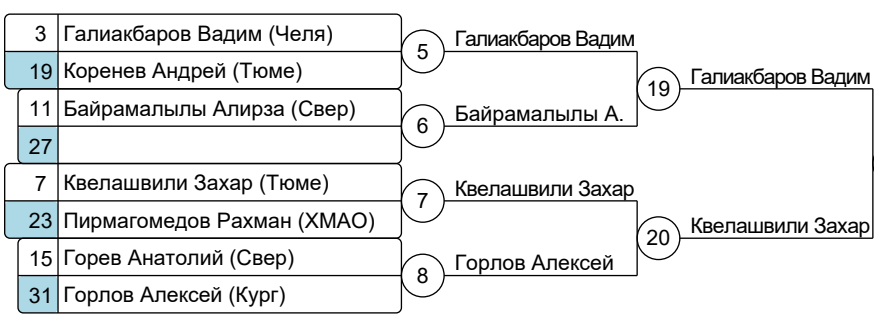 3 Галиакбаров Вадим (Челя)
19 Коренев Андрей (Тюме)
5 Галиакбаров Вадим
11 Байрамалылы Алирза (Свер)
27
6 Байрамалылы А.
19 Галиакбаров Вадим
7 Квелашвили Захар (Тюме)
23 Пирмагомедов Рахман (ХМАО)
7 Квелашвили Захар
15 Горев Анатолий (Свер)
31 Горлов Алексей (Кург)
8 Горлов Алексей
20 Квелашвили Захар